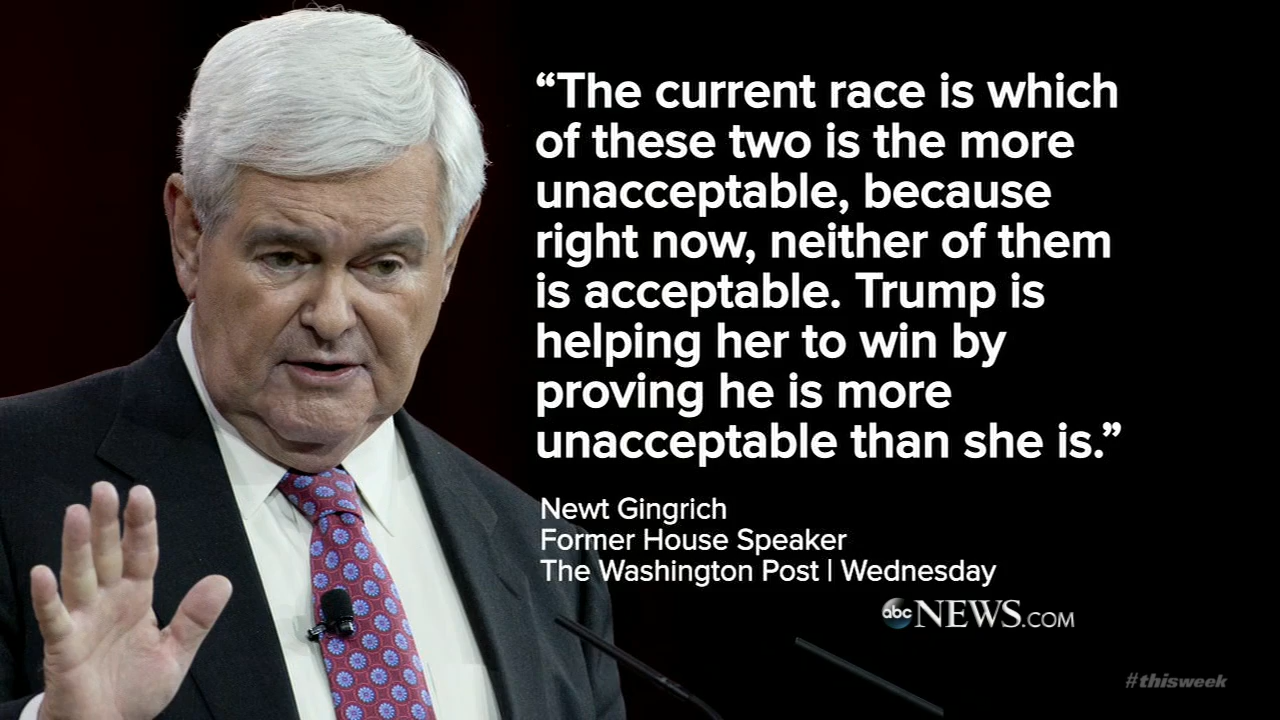 “The current race is which
of these two is the more
unacceptable, because
right now, neither of them
is acceptable. Trump is
helping her to win by
proving he is more
unacceptable than she is.”
Newt Gingrich
Former House Speaker
The Washington Post | Wednesday
abc NEWS.COM
#thisweek